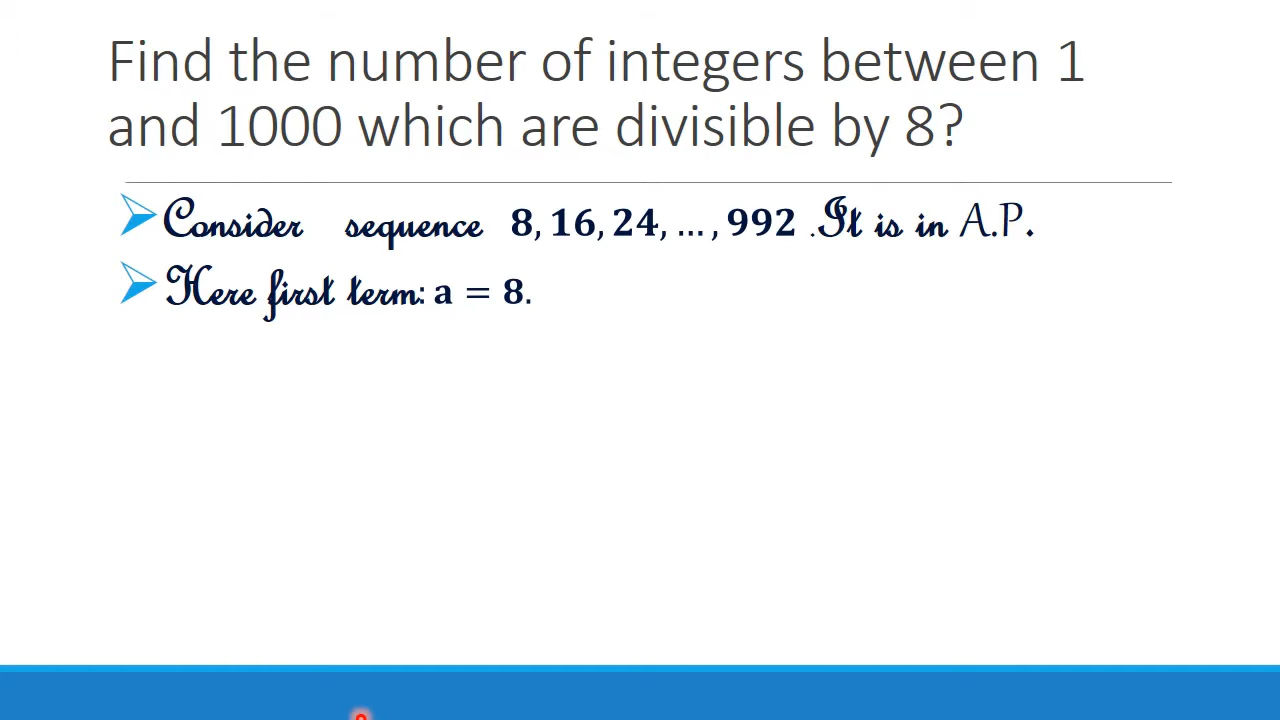 Find the number of integers between 1
and 1000 which are divisible by 8?
Consider sequence 8, 16, 24, … , 992 .It is in A.P.
Here first term: a = 8.